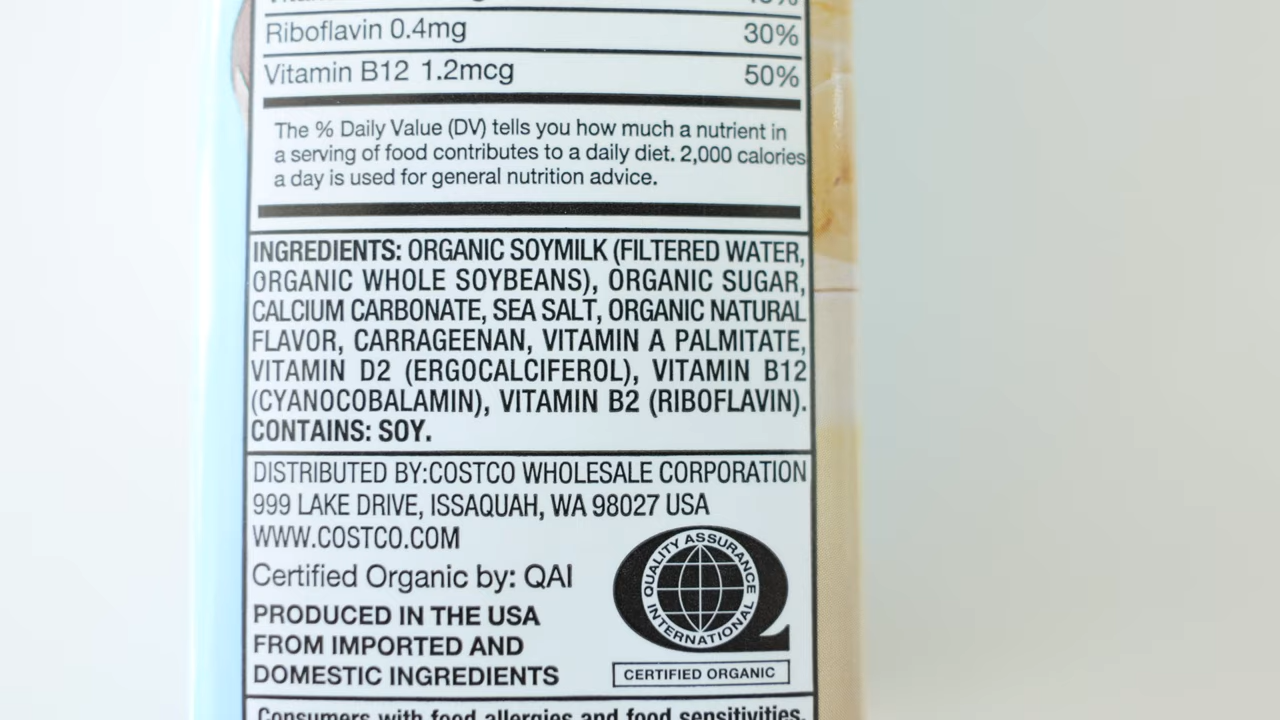 Riboflavin 0.4mg 30%
Vitamin B12 1.2mcg 50%
The % Daily Value (DV) tells you how much a nutrient in
a serving of food contributes to a daily diet. 2,000 calories
a day is used for general nutrition advice.
INGREDIENTS: ORGANIC SOYMILK (FILTERED WATER,
ORGANIC WHOLE SOYBEANS), ORGANIC SUGAR,
CALCIUM CARBONATE, SEA SALT, ORGANIC NATURAL
FLAVOR, CARRAGEENAN, VITAMIN A PALMITATE,
VITAMIN D2 (ERGOCALCIFEROL), VITAMIN B12
(CYANOCOBALAMIN), VITAMIN B2 (RIBOFLAVIN).
CONTAINS: SOY.
DISTRIBUTED BY:COSTCO WHOLESALE CORPORATION
999 LAKE DRIVE, ISSAQUAH, WA 98027 USA
WWW.COSTCO.COM
Certified Organic by: QAI
PRODUCED IN THE USA
FROM IMPORTED AND
DOMESTIC INGREDIENTS
QUALITY ASSURANCE
INTERNATIONAL
CERTIFIED ORGANIC
Consumers with food allergies and food sensitivities,